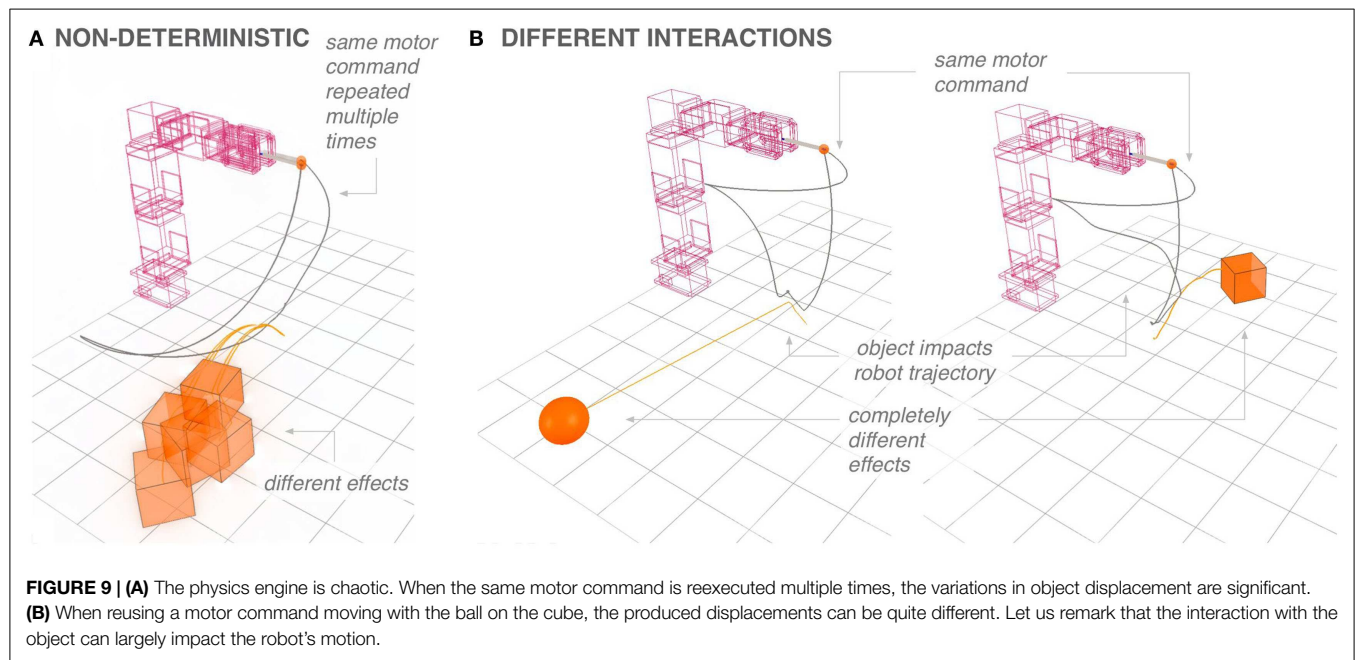 A NON-DETERMINISTIC
same motor
command
repeated
multiple
times
different effects
B DIFFERENT INTERACTIONS
same motor
command
object impacts
robot trajectory
completely
different
effects
FIGURE 9 | (A) The physics engine is chaotic. When the same motor command is reexecuted multiple times, the variations in object displacement are significant.
(B) When reusing a motor command moving with the ball on the cube, the produced displacements can be quite different. Let us remark that the interaction with the
object can largely impact the robot's motion.